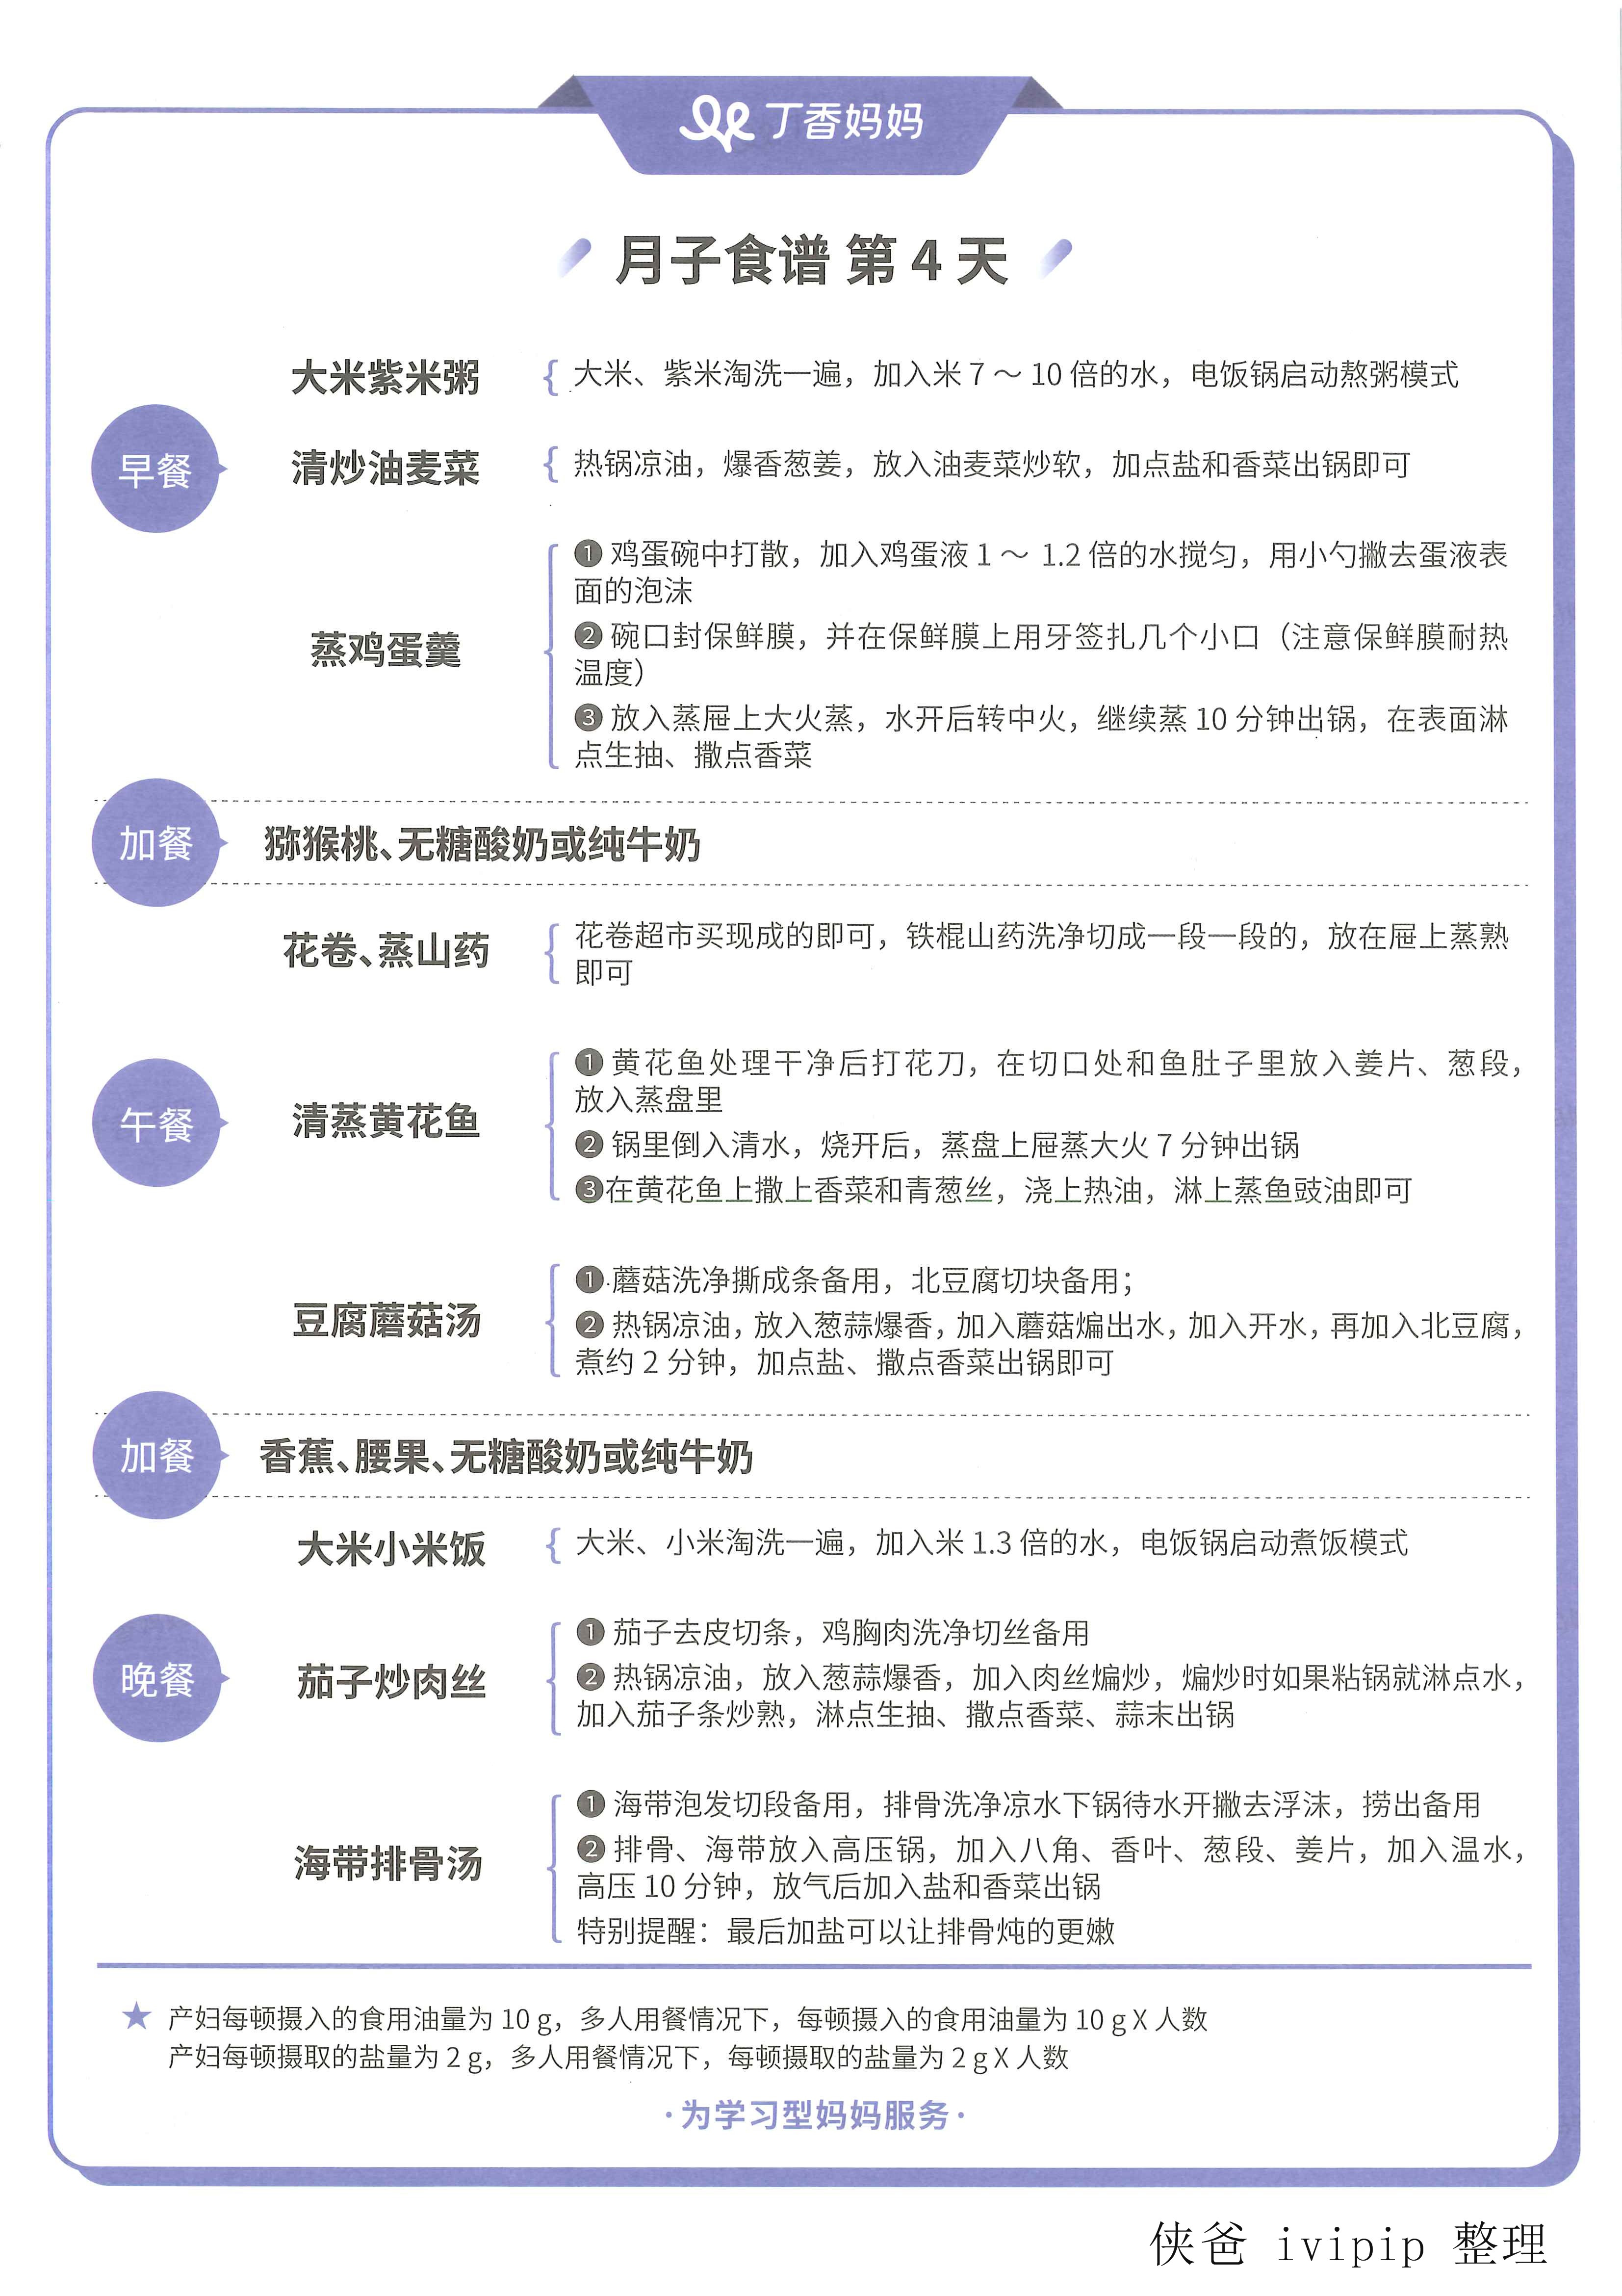 丁香妈妈
月子食谱 第 4 天
早餐
大米紫米粥
大米、紫米淘洗一遍，加入米 7 ～ 10 倍的水，电饭锅启动熬粥模式
清炒油麦菜
热锅凉油，爆香葱姜，放入油麦菜炒软，加点盐和香菜出锅即可
蒸鸡蛋羹
❶ 鸡蛋碗中打散，加入鸡蛋液 1 ～ 1.2 倍的水搅匀，用小勺撇去蛋液表
面的泡沫
❷ 碗口封保鲜膜，并在保鲜膜上用牙签扎几个小口（注意保鲜膜耐热
温度）
❸ 放入蒸屉上大火蒸，水开后转中火，继续蒸 10 分钟出锅，在表面淋
点生抽、撒点香菜
加餐
猕猴桃、无糖酸奶或纯牛奶
午餐
花卷、蒸山药
花卷超市买现成的即可，铁棍山药洗净切成一段一段的，放在屉上蒸熟
即可
清蒸黄花鱼
❶ 黄花鱼处理干净后打花刀，在切口处和鱼肚子里放入姜片、葱段，
放入蒸盘里
❷ 锅里倒入清水，烧开后，蒸盘上屉蒸大火 7 分钟出锅
❸在黄花鱼上撒上香菜和青葱丝，浇上热油，淋上蒸鱼豉油即可
豆腐蘑菇汤
❶ 蘑菇洗净撕成条备用，北豆腐切块备用；
❷ 热锅凉油，放入葱蒜爆香，加入蘑菇煸出水，加入开水，再加入北豆腐，
煮约 2 分钟，加点盐、撒点香菜出锅即可
加餐
香蕉、腰果、无糖酸奶或纯牛奶
晚餐
大米小米饭
大米、小米淘洗一遍，加入米 1.3 倍的水，电饭锅启动煮饭模式
茄子炒肉丝
❶ 茄子去皮切条，鸡胸肉洗净切丝备用
❷ 热锅凉油，放入葱蒜爆香，加入肉丝煸炒，煸炒时如果粘锅就淋点水，
加入茄子条炒熟，淋点生抽、撒点香菜、蒜末出锅
海带排骨汤
❶ 海带泡发切段备用，排骨洗净凉水下锅待水开撇去浮沫，捞出备用
❷ 排骨、海带放入高压锅，加入八角、香叶、葱段、姜片，加入温水，
高压 10 分钟，放气后加入盐和香菜出锅
特别提醒：最后加盐可以让排骨炖的更嫩
★ 产妇每顿摄入的食用油量为 10 g，多人用餐情况下，每顿摄入的食用油量为 10 g X 人数
产妇每顿摄取的盐量为 2 g，多人用餐情况下，每顿摄取的盐量为 2 g X 人数
·为学习型妈妈服务·
侠爸 ivipip 整理